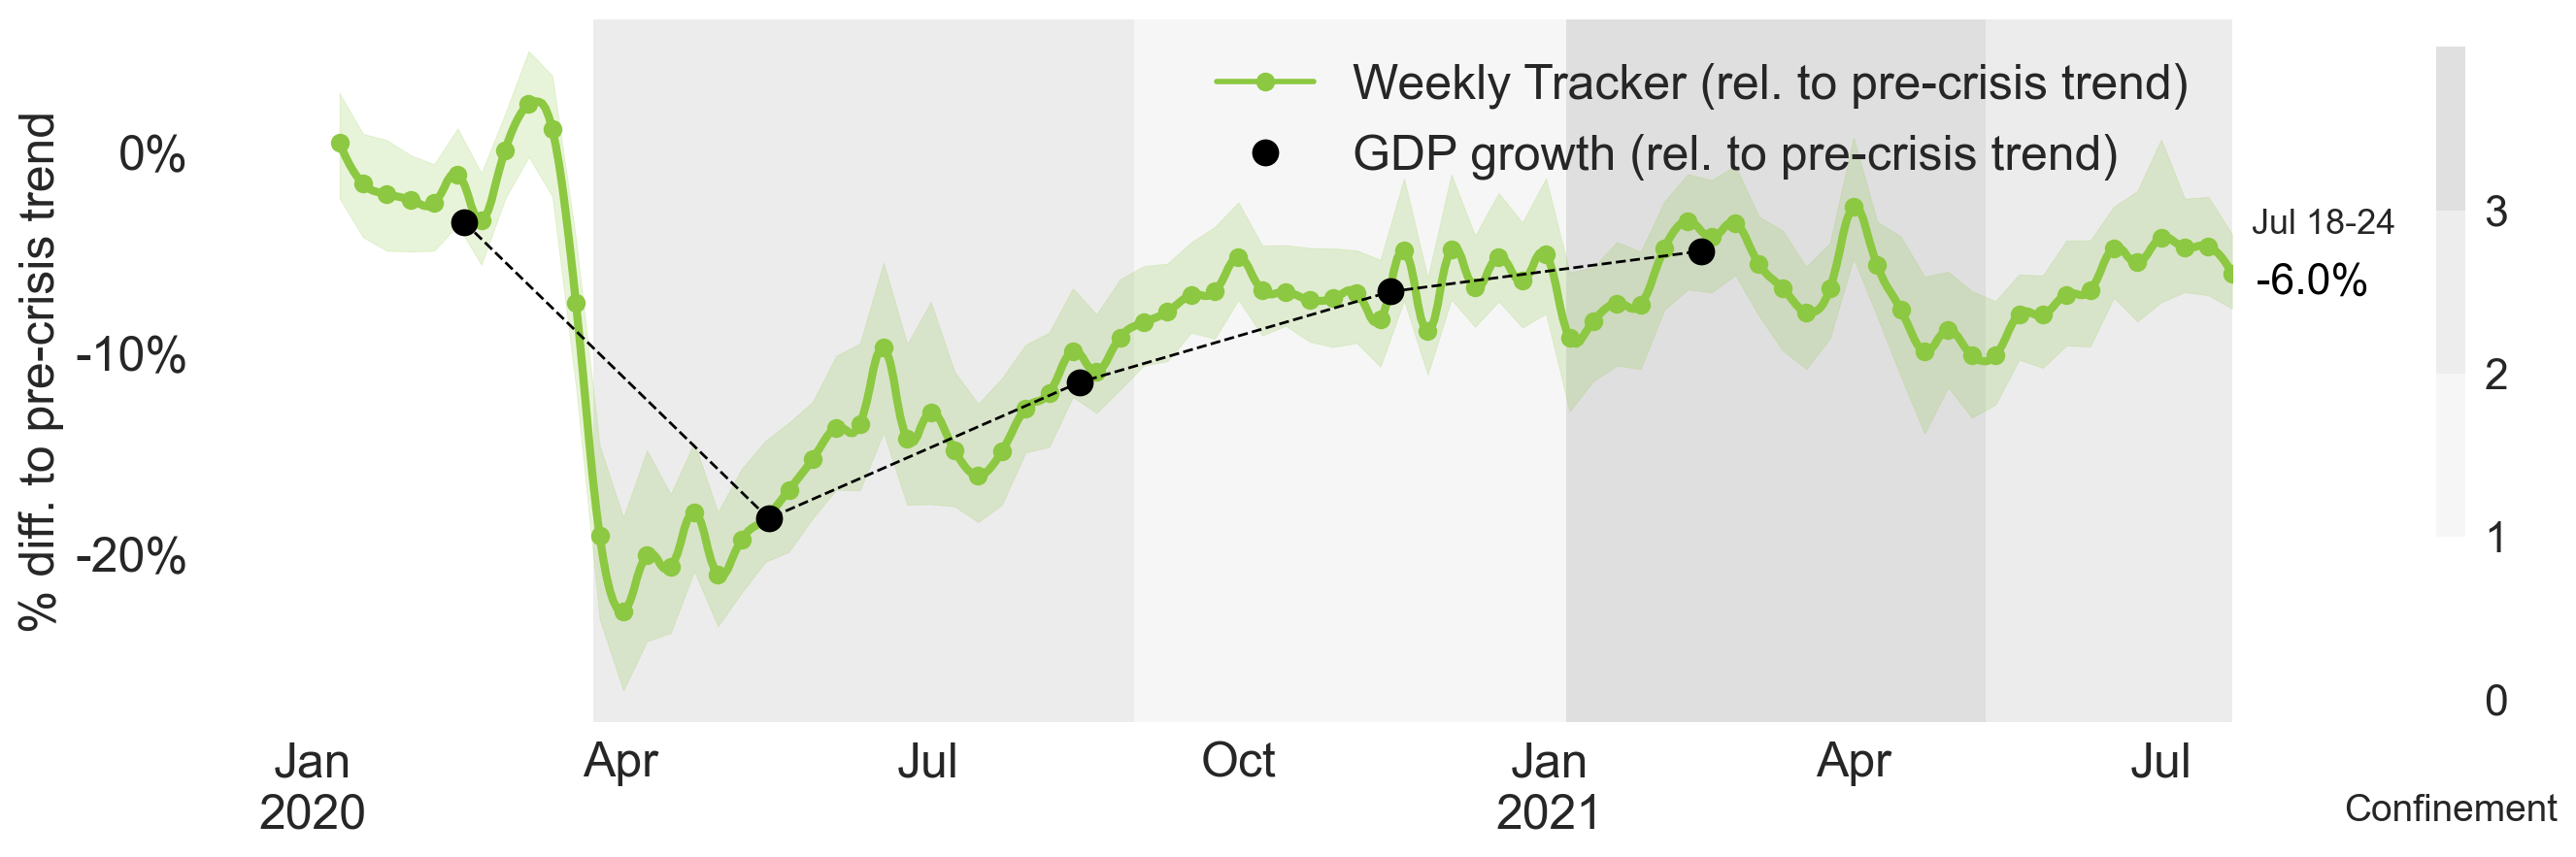 % diff. to pre-crisis trend
0%
-10%
-20%
Weekly Tracker (rel. to pre-crisis trend)
GDP growth (rel. to pre-crisis trend)
Jul 18-24
-6.0%
3
2
1
0
Confinement
Jan
2020
Apr
Jul
Oct
Jan
2021
Apr
Jul